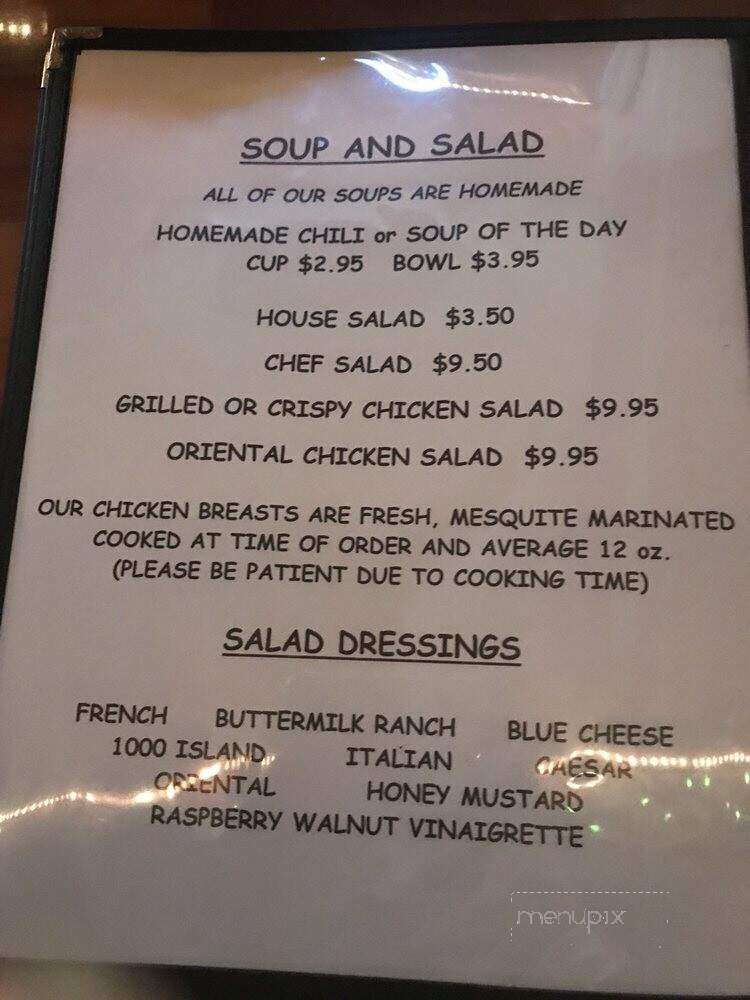 SOUP AND SALAD
ALL OF OUR SOUPS ARE HOMEMADE
HOMEMADE CHILI or SOUP OF THE DAY
CUP $2.95 BOWL $3.95
HOUSE SALAD $3.50
CHEF SALAD $9.50
GRILLED OR CRISPY CHICKEN SALAD $9.95
ORIENTAL CHICKEN SALAD $9.95
OUR CHICKEN BREASTS ARE FRESH, MESQUITE MARINATED
COOKED AT TIME OF ORDER AND AVERAGE 12 oz.
(PLEASE BE PATIENT DUE TO COOKING TIME)
SALAD DRESSINGS
FRENCH BUTTERMILK RANCH BLUE CHEESE
1000 ISLAND ITALIAN CAESAR
ORIENTAL HONEY MUSTARD
RASPBERRY WALNUT VINAIGRETTE
menupix